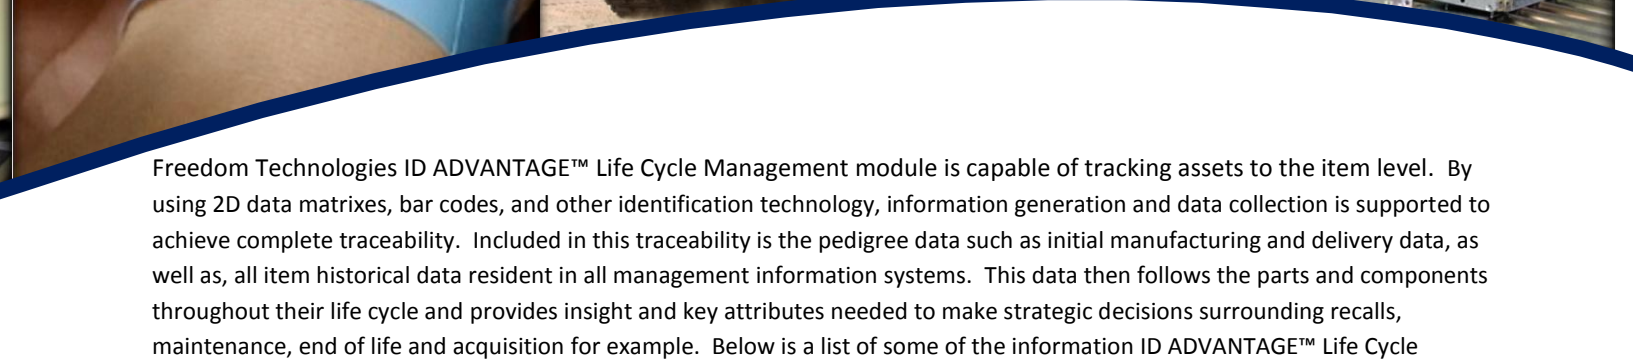 Freedom Technologies ID ADVANTAGE™ Life Cycle Management module is capable of tracking assets to the item level.  By
using 2D data matrixes, bar codes, and other identification technology, information generation and data collection is supported to
achieve complete traceability.  Included in this traceability is the pedigree data such as initial manufacturing and delivery data, as
well as, all item historical data resident in all management information systems.  This data then follows the parts and components
throughout their life cycle and provides insight and key attributes needed to make strategic decisions surrounding recalls,
maintenance, end of life and acquisition for example.  Below is a list of some of the information ID ADVANTAGE™ Life Cycle